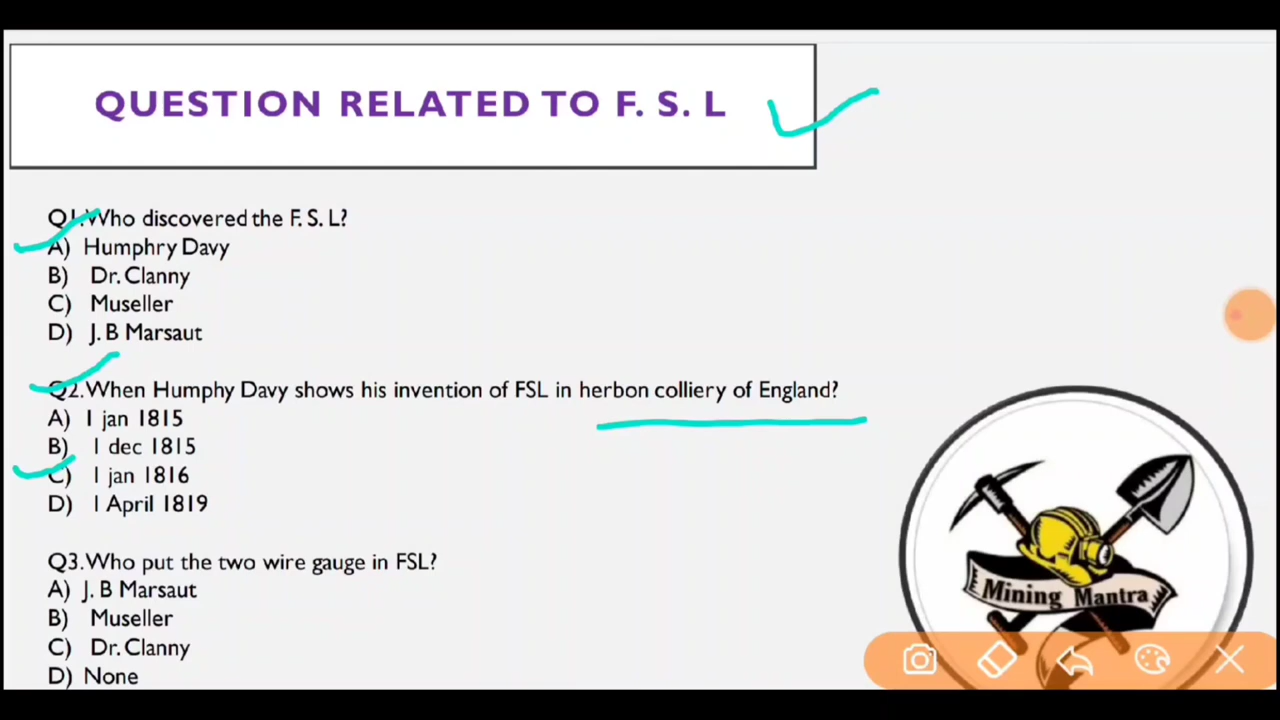 QUESTION RELATED TO F. S. L
Q1.Who discovered the F. S. L?
A) Humphry Davy
B) Dr. Clanny
C) Museller
D) J. B Marsaut
Q2.When Humphy Davy shows his invention of FSL in herbon colliery of England?
A) 1 jan 1815
B) 1 dec 1815
C) 1 jan 1816
D) 1 April 1819
Q3.Who put the two wire gauge in FSL?
A) J. B Marsaut
B) Museller
C) Dr. Clanny
D) None
Mining Mantra